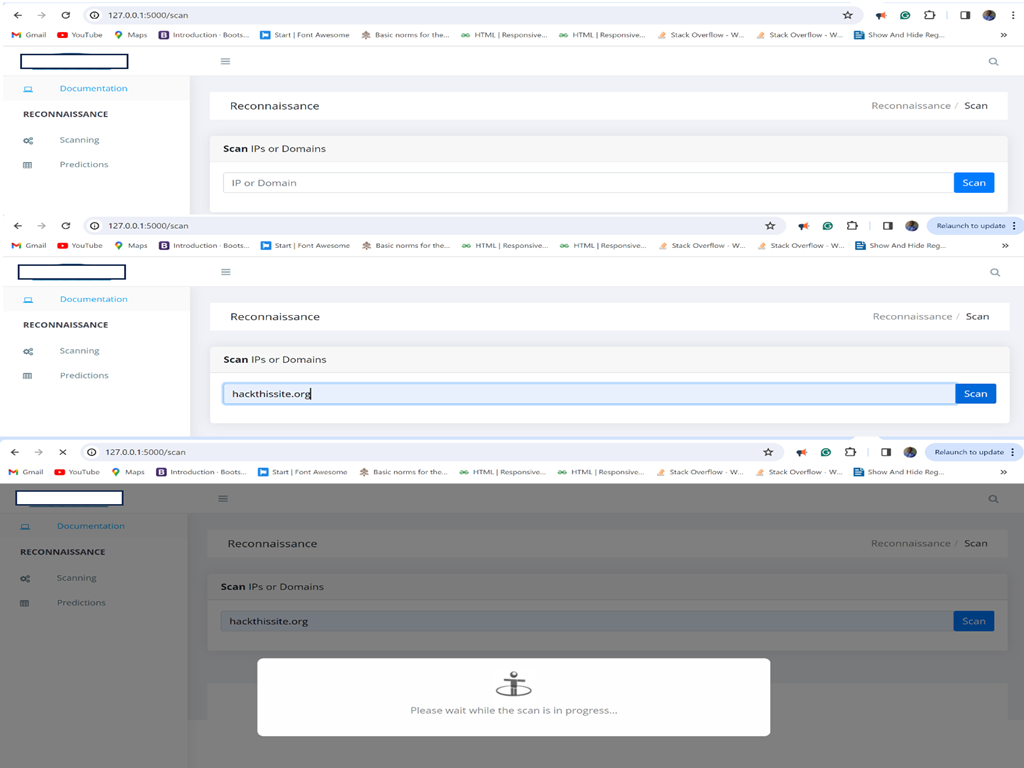 127.0.0.1:5000/scan
Gmail YouTube Maps Introduction · Boots... Start | Font Awesome Basic norms for the... HTML | Responsive... HTML | Responsive... Stack Overflow - W... Stack Overflow - W... Show And Hide Reg... »
Documentation
RECONNAISSANCE
Scanning
Predictions
Reconnaissance Reconnaissance / Scan
Scan IPs or Domains
IP or Domain Scan
127.0.0.1:5000/scan Relaunch to update
Gmail YouTube Maps Introduction · Boots... Start | Font Awesome Basic norms for the... HTML | Responsive... HTML | Responsive... Stack Overflow - W... Stack Overflow - W... Show And Hide Reg... »
Documentation
RECONNAISSANCE
Scanning
Predictions
Reconnaissance Reconnaissance / Scan
Scan IPs or Domains
hackthissite.org Scan
127.0.0.1:5000/scan Relaunch to update
Gmail YouTube Maps Introduction · Boots... Start | Font Awesome Basic norms for the... HTML | Responsive... HTML | Responsive... Stack Overflow - W... Stack Overflow - W... Show And Hide Reg... »
Documentation
RECONNAISSANCE
Scanning
Predictions
Reconnaissance Reconnaissance / Scan
Scan IPs or Domains
hackthissite.org Scan
Please wait while the scan is in progress...